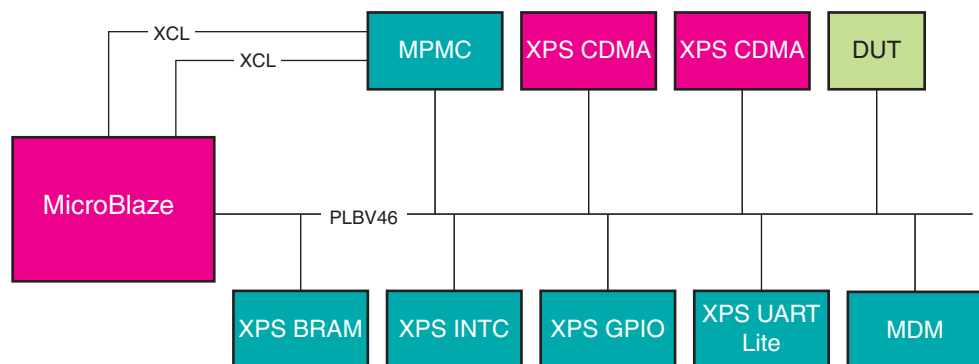 XCL
XCL
MPMC
XPS CDMA
XPS CDMA
DUT
MicroBlaze
PLBV46
XPS BRAM
XPS INTC
XPS GPIO
XPS UART
Lite
MDM